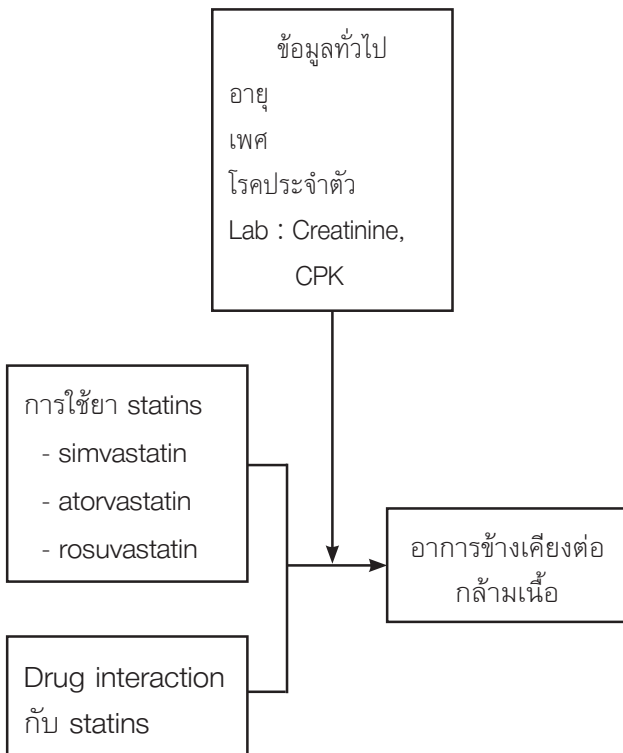 ข้อมูลทั่วไป
อายุ
เพศ
โรคประจำตัว
Lab : Creatinine,
CPK
การใช้ยา statins
- simvastatin
- atorvastatin
- rosuvastatin
อาการข้างเคียงต่อ
กล้ามเนื้อ
Drug interaction
กับ statins